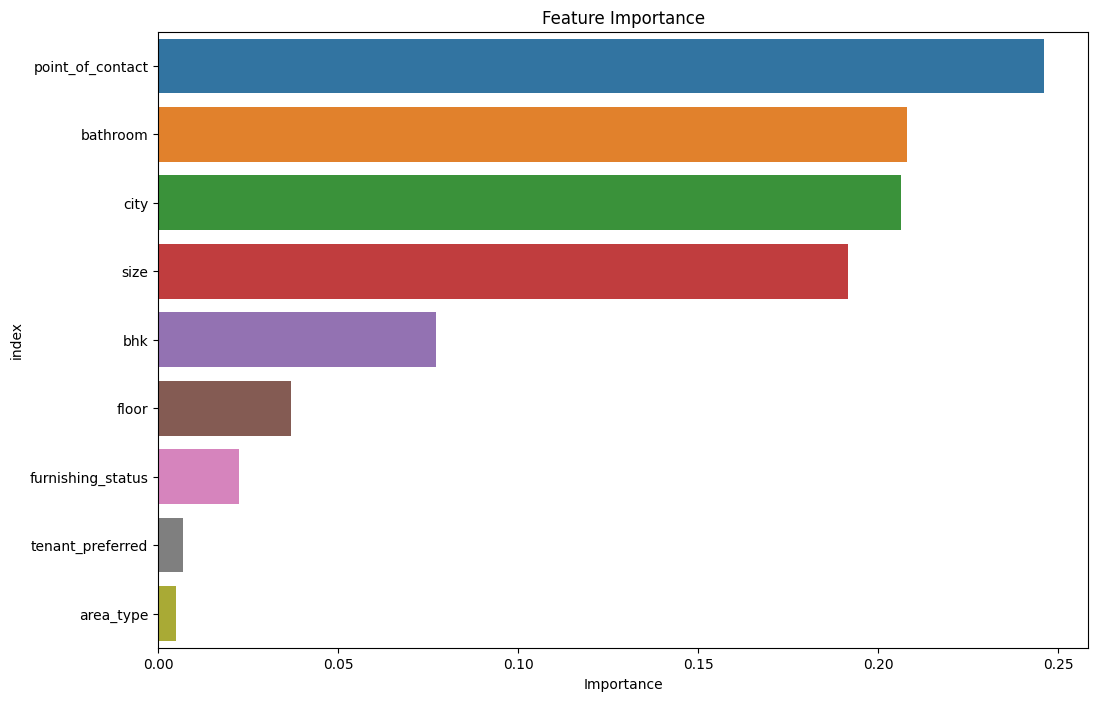 Feature Importance
point_of_contact
bathroom
city
size
bhk
floor
furnishing_status
tenant_preferred
area_type
index
0.00 0.05 0.10 0.15 0.20 0.25
Importance